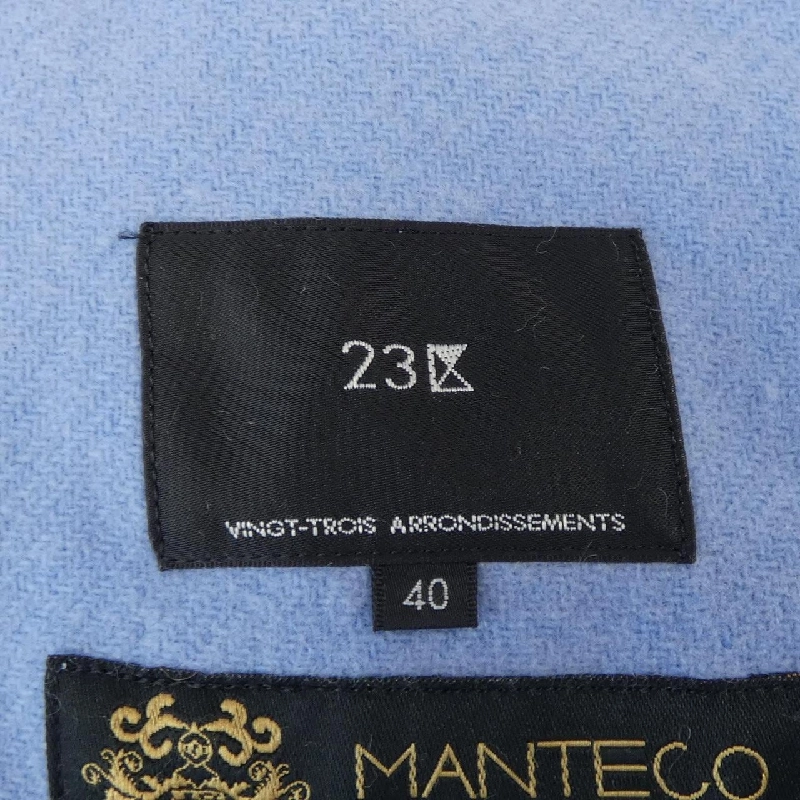 23区
VINGT-TROIS ARRONDISSEMENTS
40
MANTECO